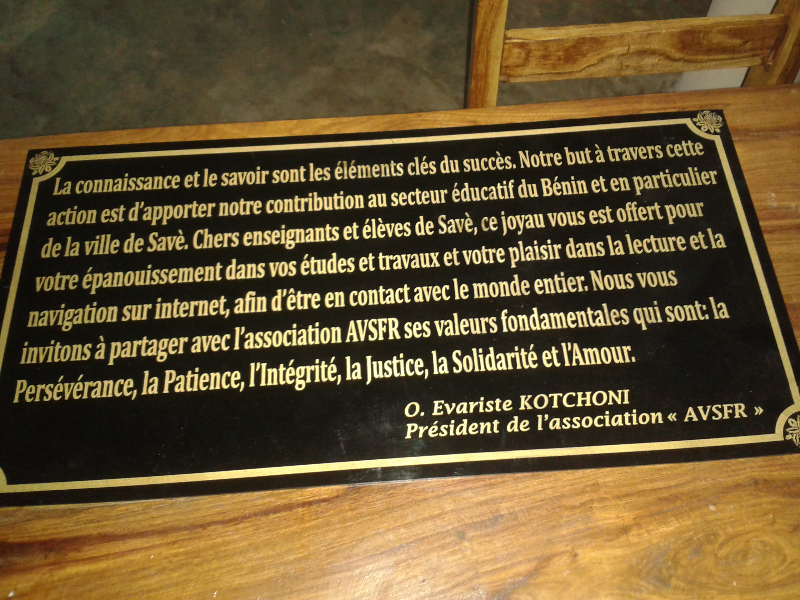 La connaissance et le savoir sont les éléments clés du succès. Notre but à travers cette
action est d'apporter notre contribution au secteur éducatif du Bénin et en particulier
de la ville de Savè. Chers enseignants et élèves de Savè, ce joyau vous est offert pour
votre épanouissement dans vos études et travaux et votre plaisir dans la lecture et la
navigation sur internet, afin d'être en contact avec le monde entier. Nous vous
invitons à partager avec l'association AVSFR ses valeurs fondamentales qui sont: la
Persévérance, la Patience, l'Intégrité, la Justice, la Solidarité et l'Amour.
O. Evariste KOTCHONI
Président de l'association « AVSFR »